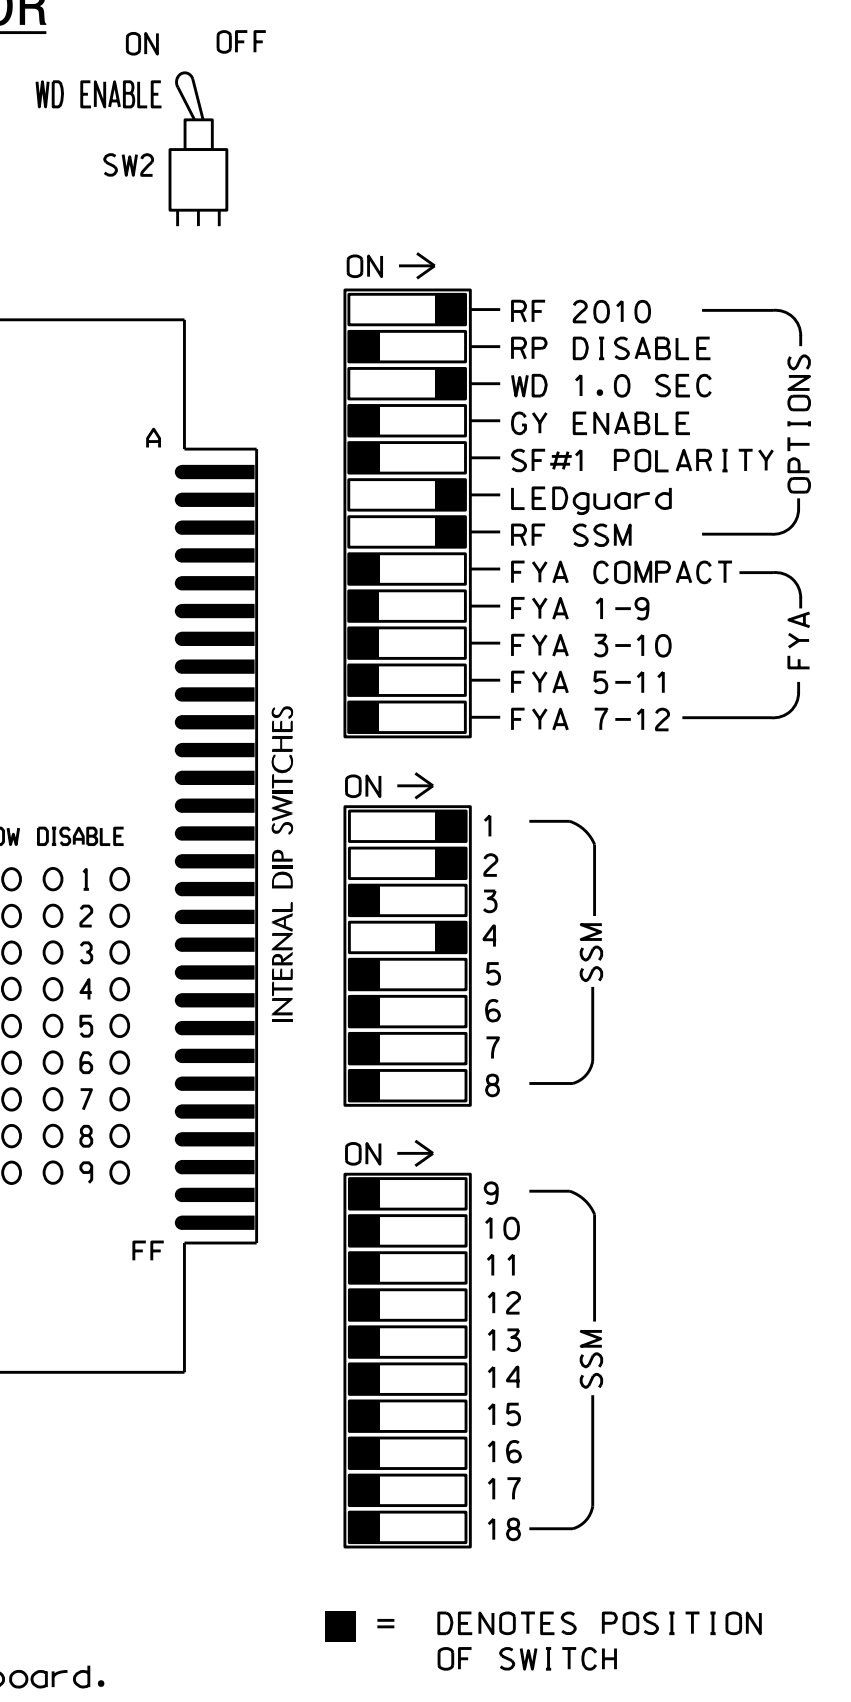 OR
ON OFF
WD ENABLE
SW2
ON
RF 2010
RP DISABLE
WD 1.0 SEC
GY ENABLE
SF#1 POLARITY
LEDguard
RF SSM
OPTIONS
FYA COMPACT
FYA 1-9
FYA 3-10
FYA 5-11
FYA 7-12
FYA
A
FF
INTERNAL DIP SWITCHES
OW DISABLE
1
2
3
4
5
6
7
8
9
ON
1
2
3
4
5
6
7
8
SSM
ON
9
10
11
12
13
14
15
16
17
18
SSM
= DENOTES POSITION
OF SWITCH
board.